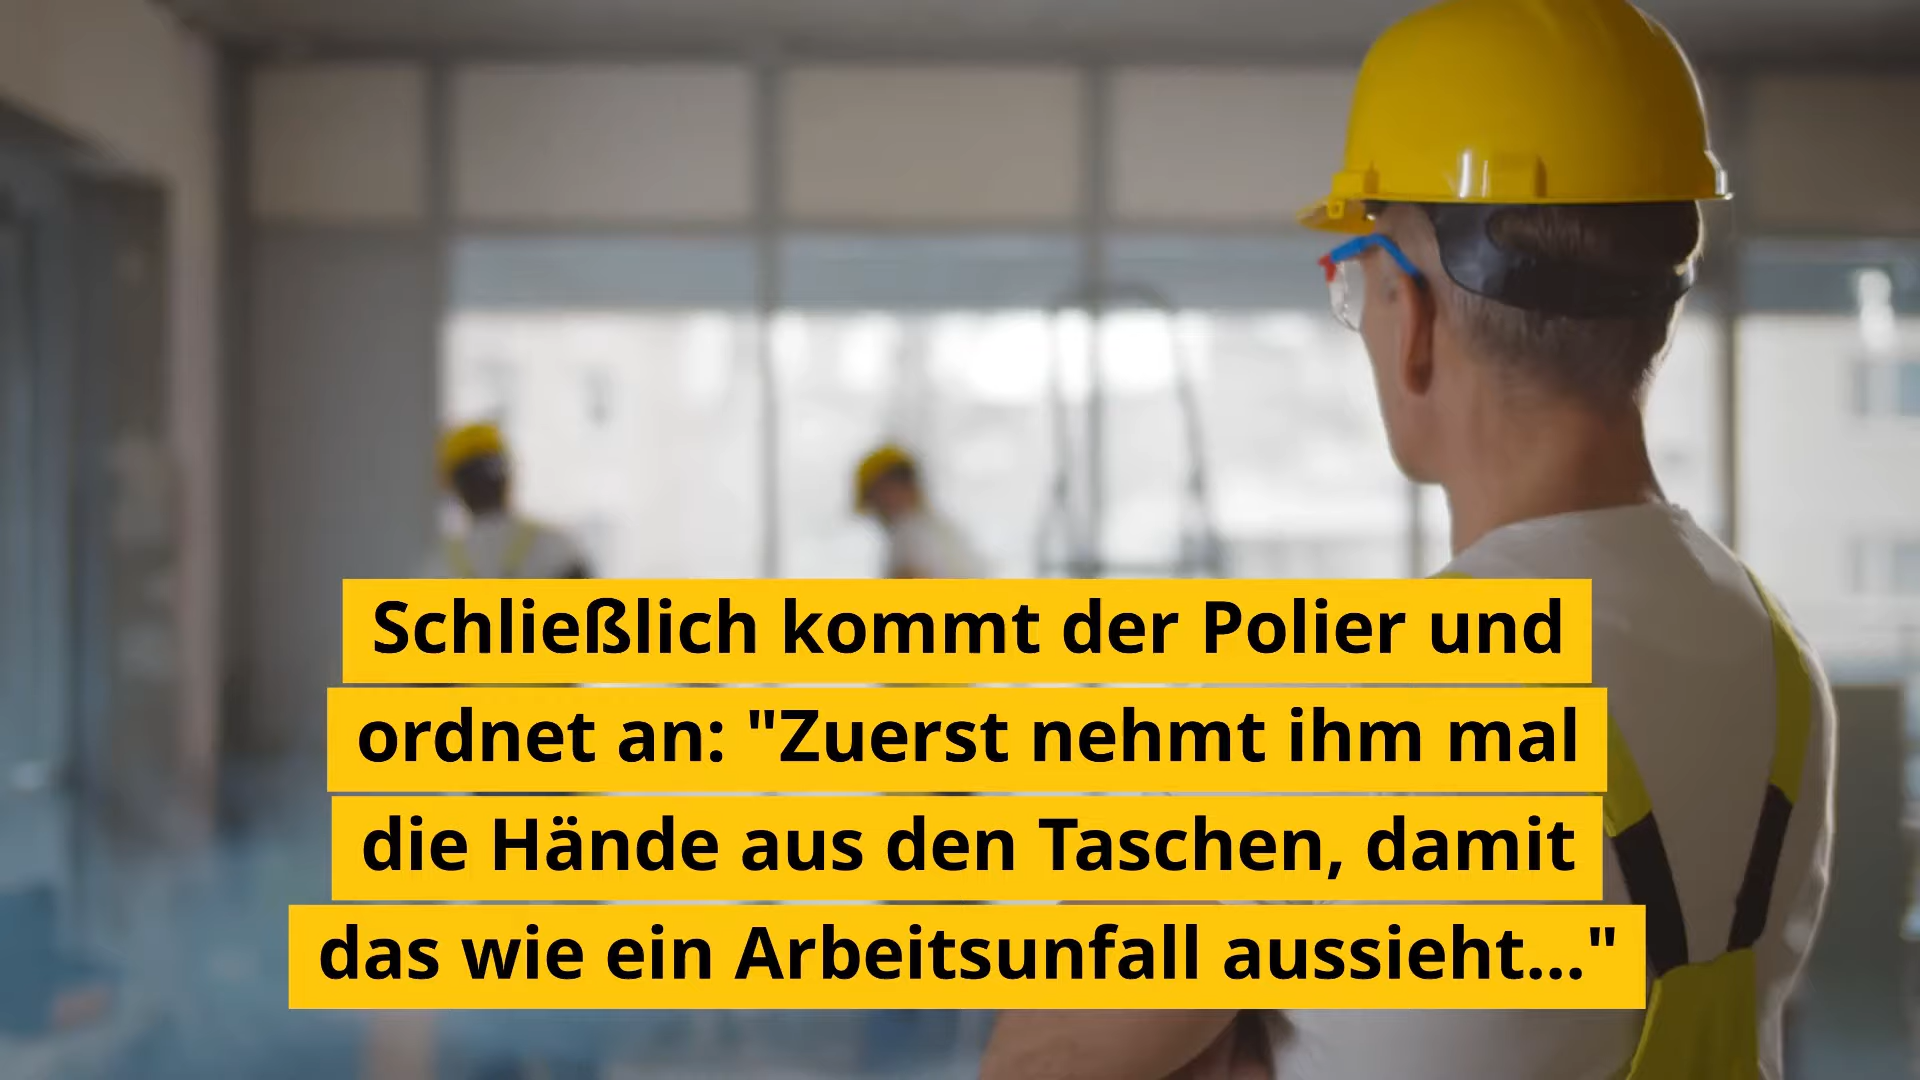 Schließlich kommt der Polier und
ordnet an: "Zuerst nehmt ihm mal
die Hände aus den Taschen, damit
das wie ein Arbeitsunfall aussieht..."